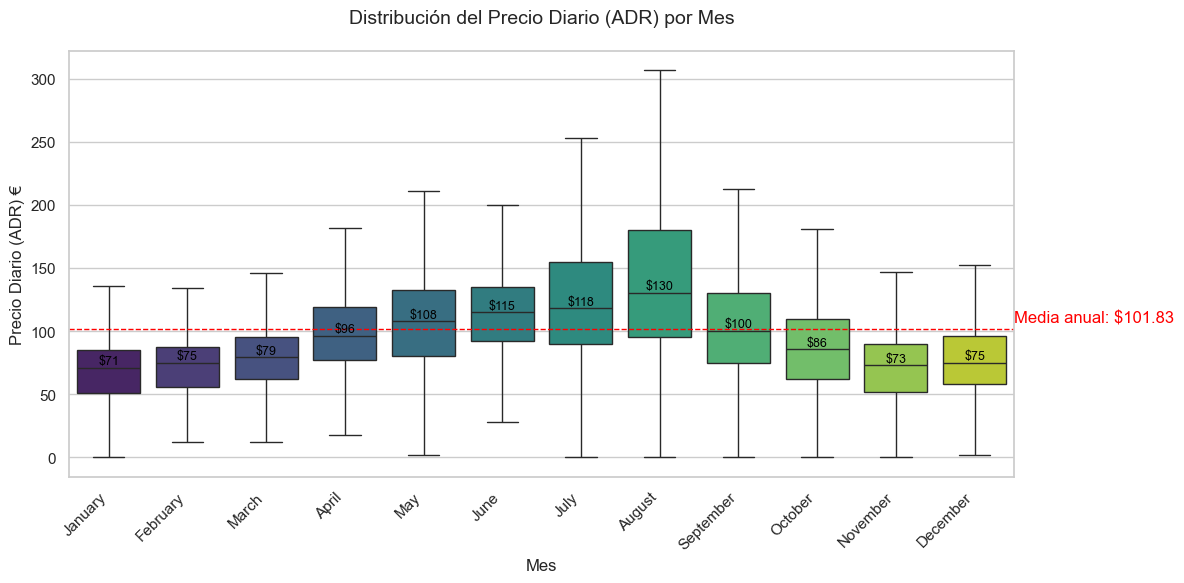 Distribución del Precio Diario (ADR) por Mes
Precio Diario (ADR) €
300
250
200
150
100
50
0
$71
$75
$79
$96
$108
$115
$118
$130
$100
$86
$73
$75
Media anual: $101.83
January
February
March
April
May
June
July
August
September
October
November
December
Mes